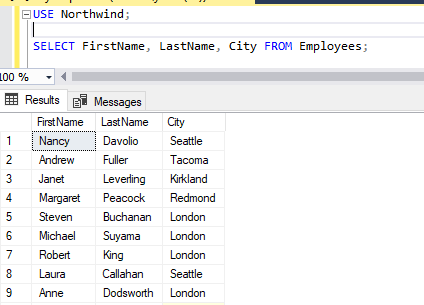 USE Northwind;
SELECT FirstName, LastName, City FROM Employees;
100 %
Results Messages
FirstName LastName City
1 Nancy Davolio Seattle
2 Andrew Fuller Tacoma
3 Janet Leverling Kirkland
4 Margaret Peacock Redmond
5 Steven Buchanan London
6 Michael Suyama London
7 Robert King London
8 Laura Callahan Seattle
9 Anne Dodsworth London